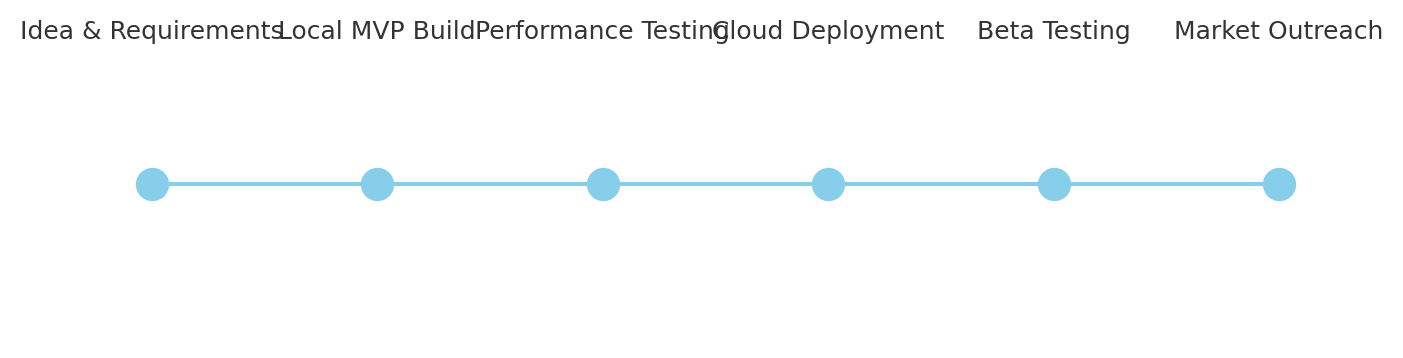 Idea & Requirements
Local MVP Build
Performance Testing
Cloud Deployment
Beta Testing
Market Outreach